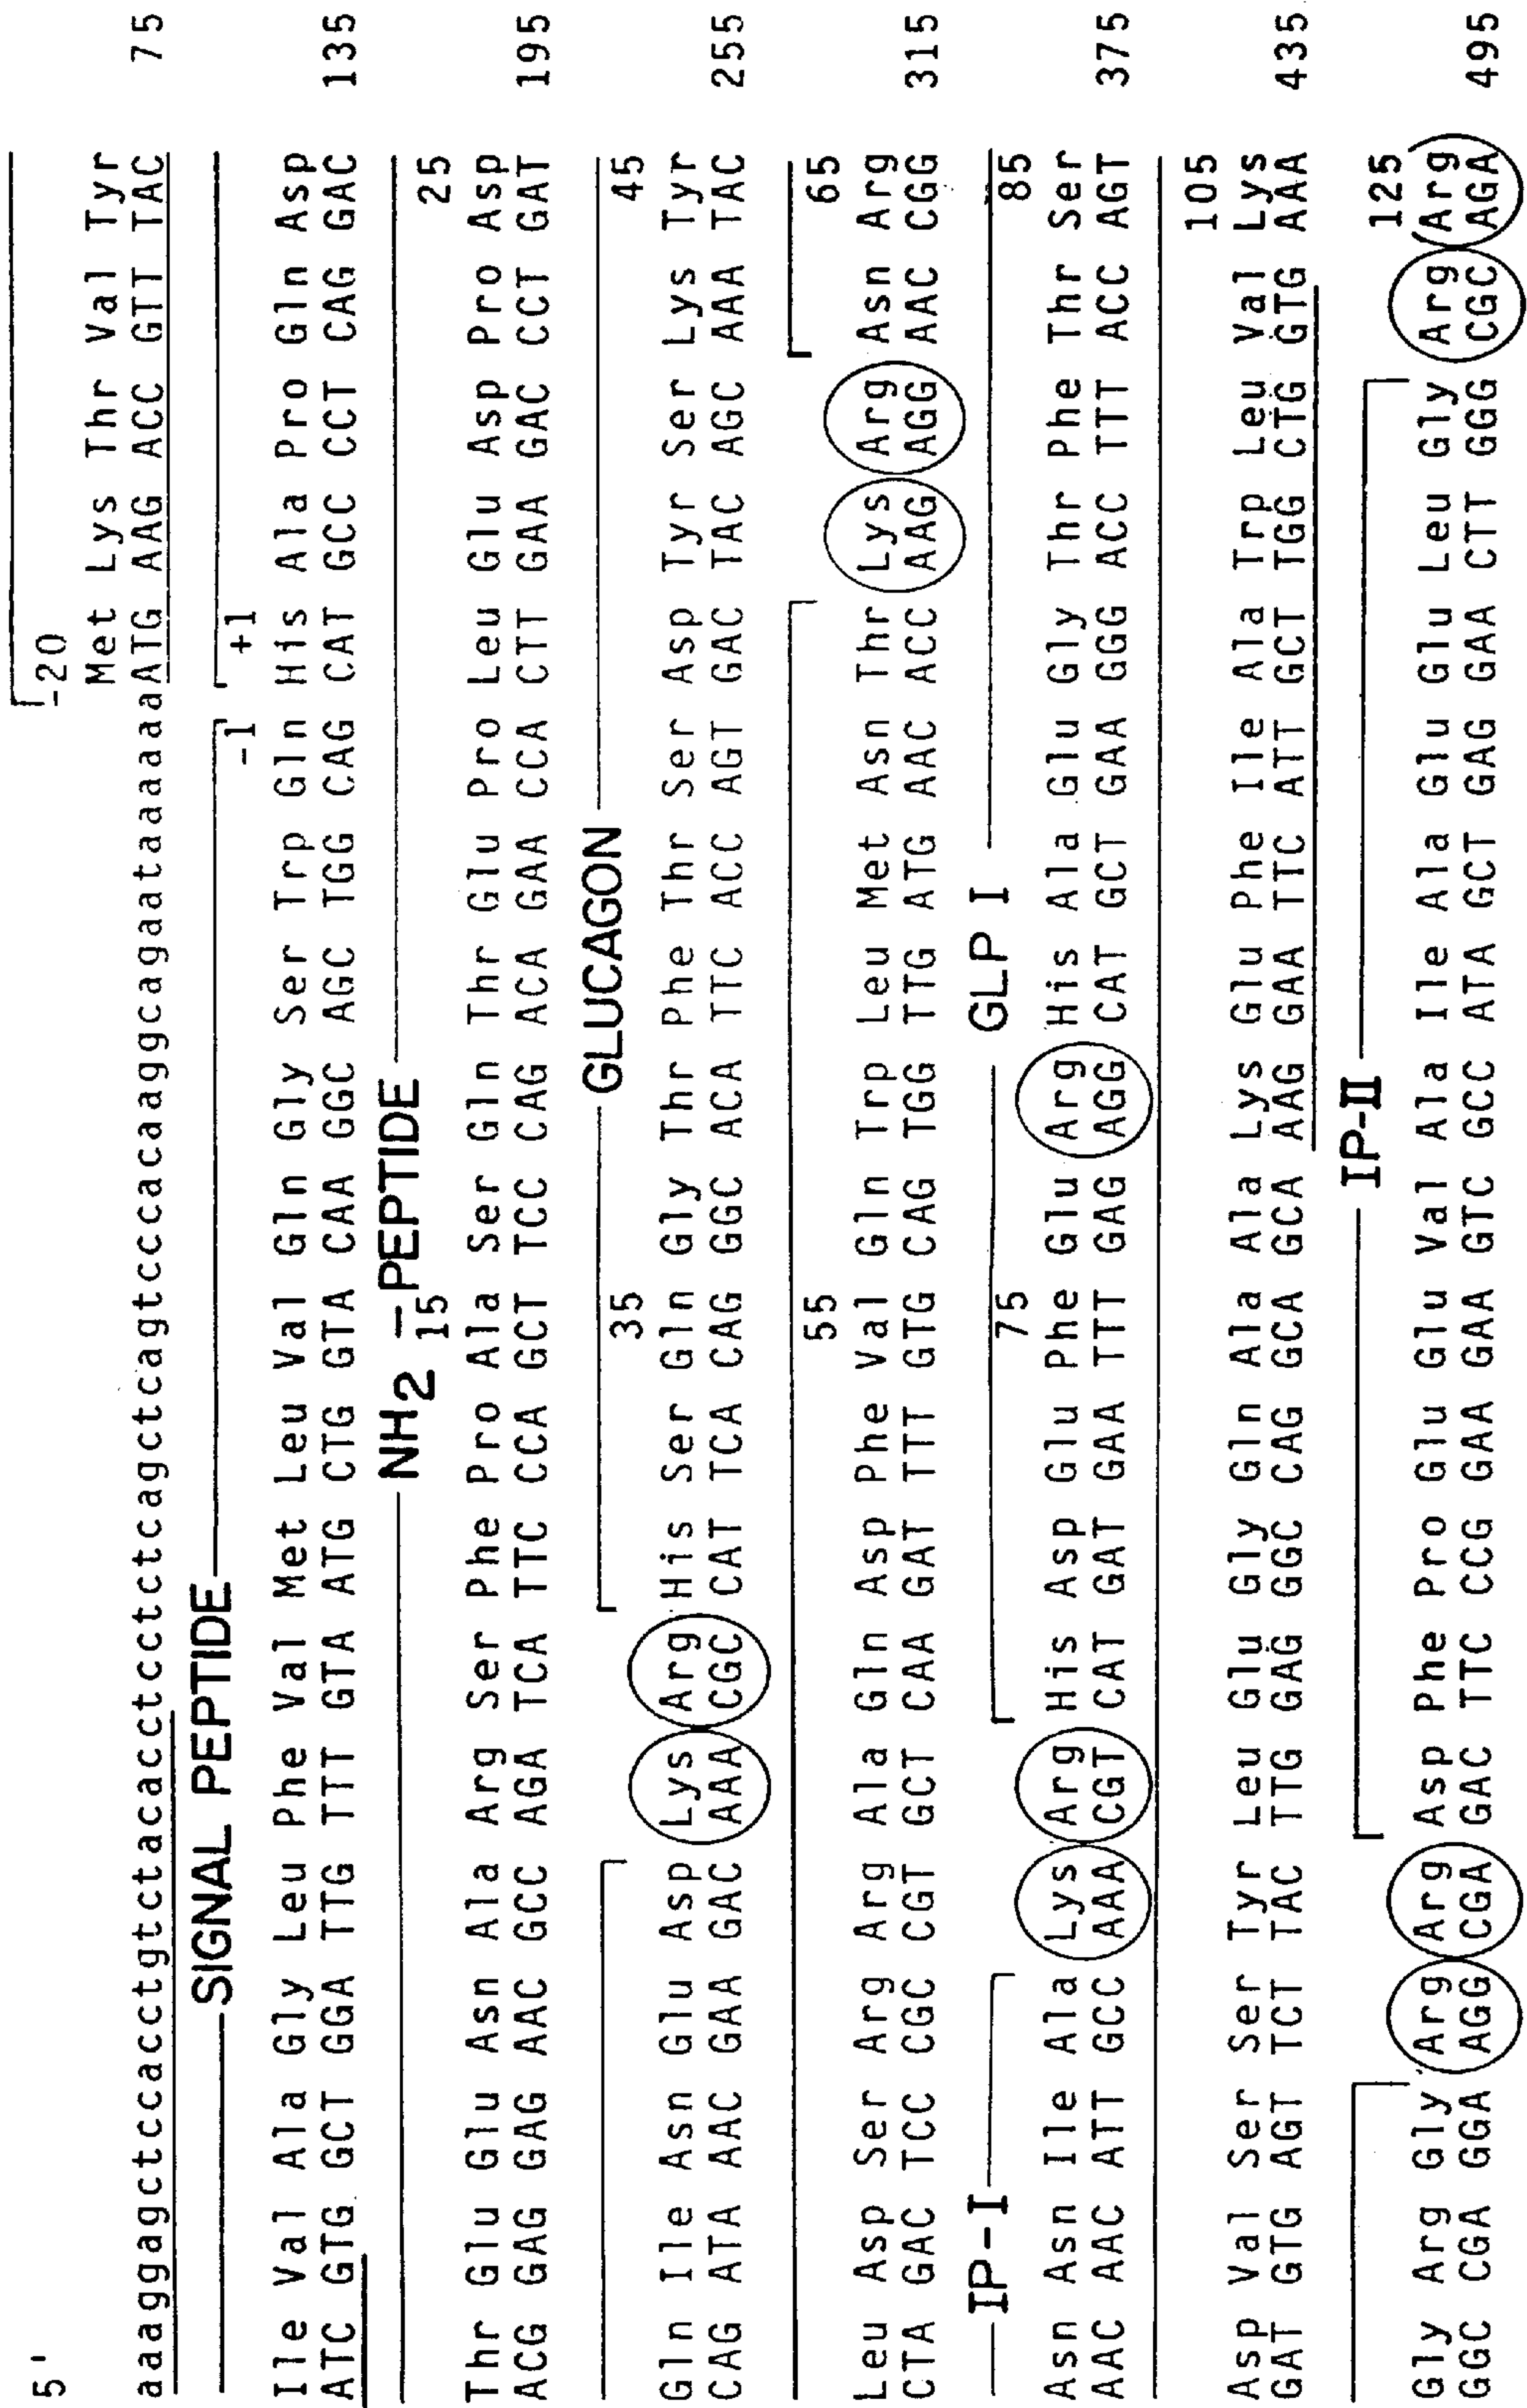 5'
-20
Met Lys Thr Val Tyr
aaaggagctccacctgtctacacctcctctcagctcagtcccacaaggcagaataaaaaaATG AAG ACC GTT TAC 75
SIGNAL PEPTIDE -1 +1
Ile Val Ala Gly Leu Phe Val Met Leu Val Gln Gly Ser Trp Gln His Ala Pro Gln Asp
ATC GTG GCT GGA TTG TTT GTA ATG CTG GTA CAA GGC AGC TGG CAG CAT GCC CCT CAG GAC 135
NH2 -PEPTIDE
15 25
Thr Glu Glu Asn Ala Arg Ser Phe Pro Ala Ser Gln Thr Glu Pro Leu Glu Asp Pro Asp
ACG GAG GAG AAC GCC AGA TCA TTC CCA GCT TCC CAG ACA GAA CCA CTT GAA GAC CCT GAT 195
GLUCAGON
35 45
Gln Ile Asn Glu Asp Lys Arg His Ser Gln Gly Thr Phe Thr Ser Asp Tyr Ser Lys Tyr
CAG ATA AAC GAA GAC AAA CGC CAT TCA CAG GGC ACA TTC ACC AGT GAC TAC AGC AAA TAC 255
55 65
Leu Asp Ser Arg Arg Ala Gln Asp Phe Val Gln Trp Leu Met Asn Thr Lys Arg Asn Arg
CTA GAC TCC CGC CGT GCT CAA GAT TTT GTG CAG TGG TTG ATG AAC ACC AAG AGG AAC CGG 315
IP-I GLP I
75 85
Asn Asn Ile Ala Lys Arg His Asp Glu Phe Glu Arg His Ala Glu Gly Thr Phe Thr Ser
AAC AAC ATT GCC AAA CGT CAT GAT GAA TTT GAG AGG CAT GCT GAA GGG ACC TTT ACC AGT 375
105
Asp Val Ser Ser Tyr Leu Glu Gly Gln Ala Ala Lys Glu Phe Ile Ala Trp Leu Val Lys
GAT GTG AGT TCT TAC TTG GAG GGC CAG GCA GCA AAG GAA TTC ATT GCT TGG CTG GTG AAA 435
IP-II
125
Gly Arg Gly Arg Arg Asp Phe Pro Glu Glu Val Ala Ile Ala Glu Glu Leu Gly Arg Arg
GGC CGA GGA AGG CGA GAC TTC CCG GAA GAA GTC GCC ATA GCT GAG GAA CTT GGG CGC AGA 495